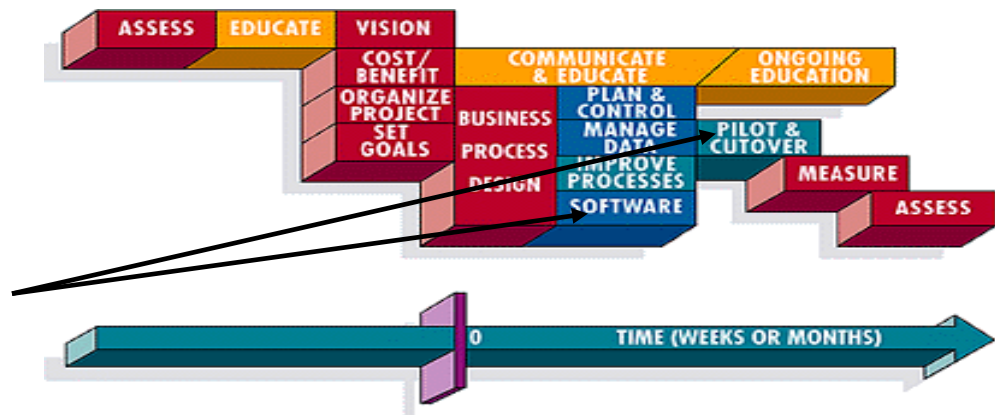 ASSESS
EDUCATE
VISION
COST/
BENEFIT
COMMUNICATE
& EDUCATE
ONGOING
EDUCATION
ORGANIZE
PROJECT
SET
GOALS
BUSINESS
PROCESS
DESIGN
PLAN &
CONTROL
MANAGE
DATA
IMPROVE
PROCESSES
SOFTWARE
PILOT &
CUTOVER
MEASURE
ASSESS
0
TIME (WEEKS OR MONTHS)